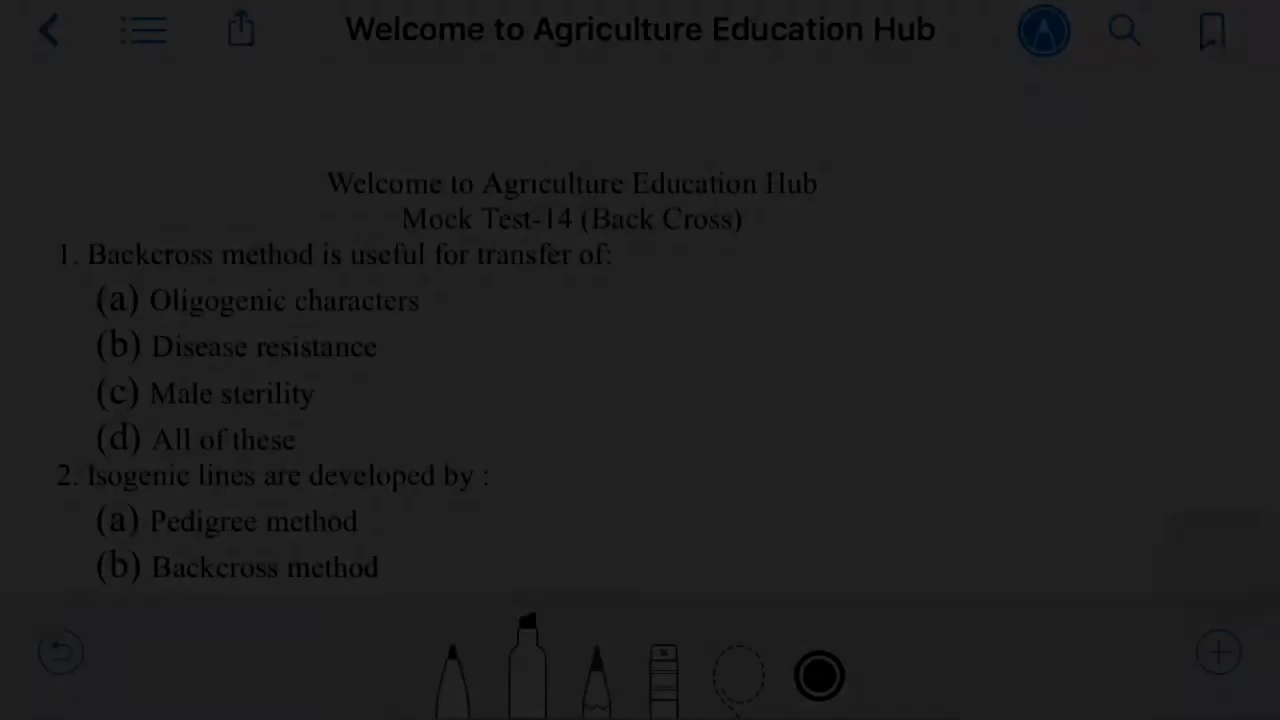 Welcome to Agriculture Education Hub
Welcome to Agriculture Education Hub
Mock Test-14 (Back Cross)
1. Backcross method is useful for transfer of:
(a) Oligogenic characters
(b) Disease resistance
(c) Male sterility
(d) All of these
2. Isogenic lines are developed by :
(a) Pedigree method
(b) Backcross method